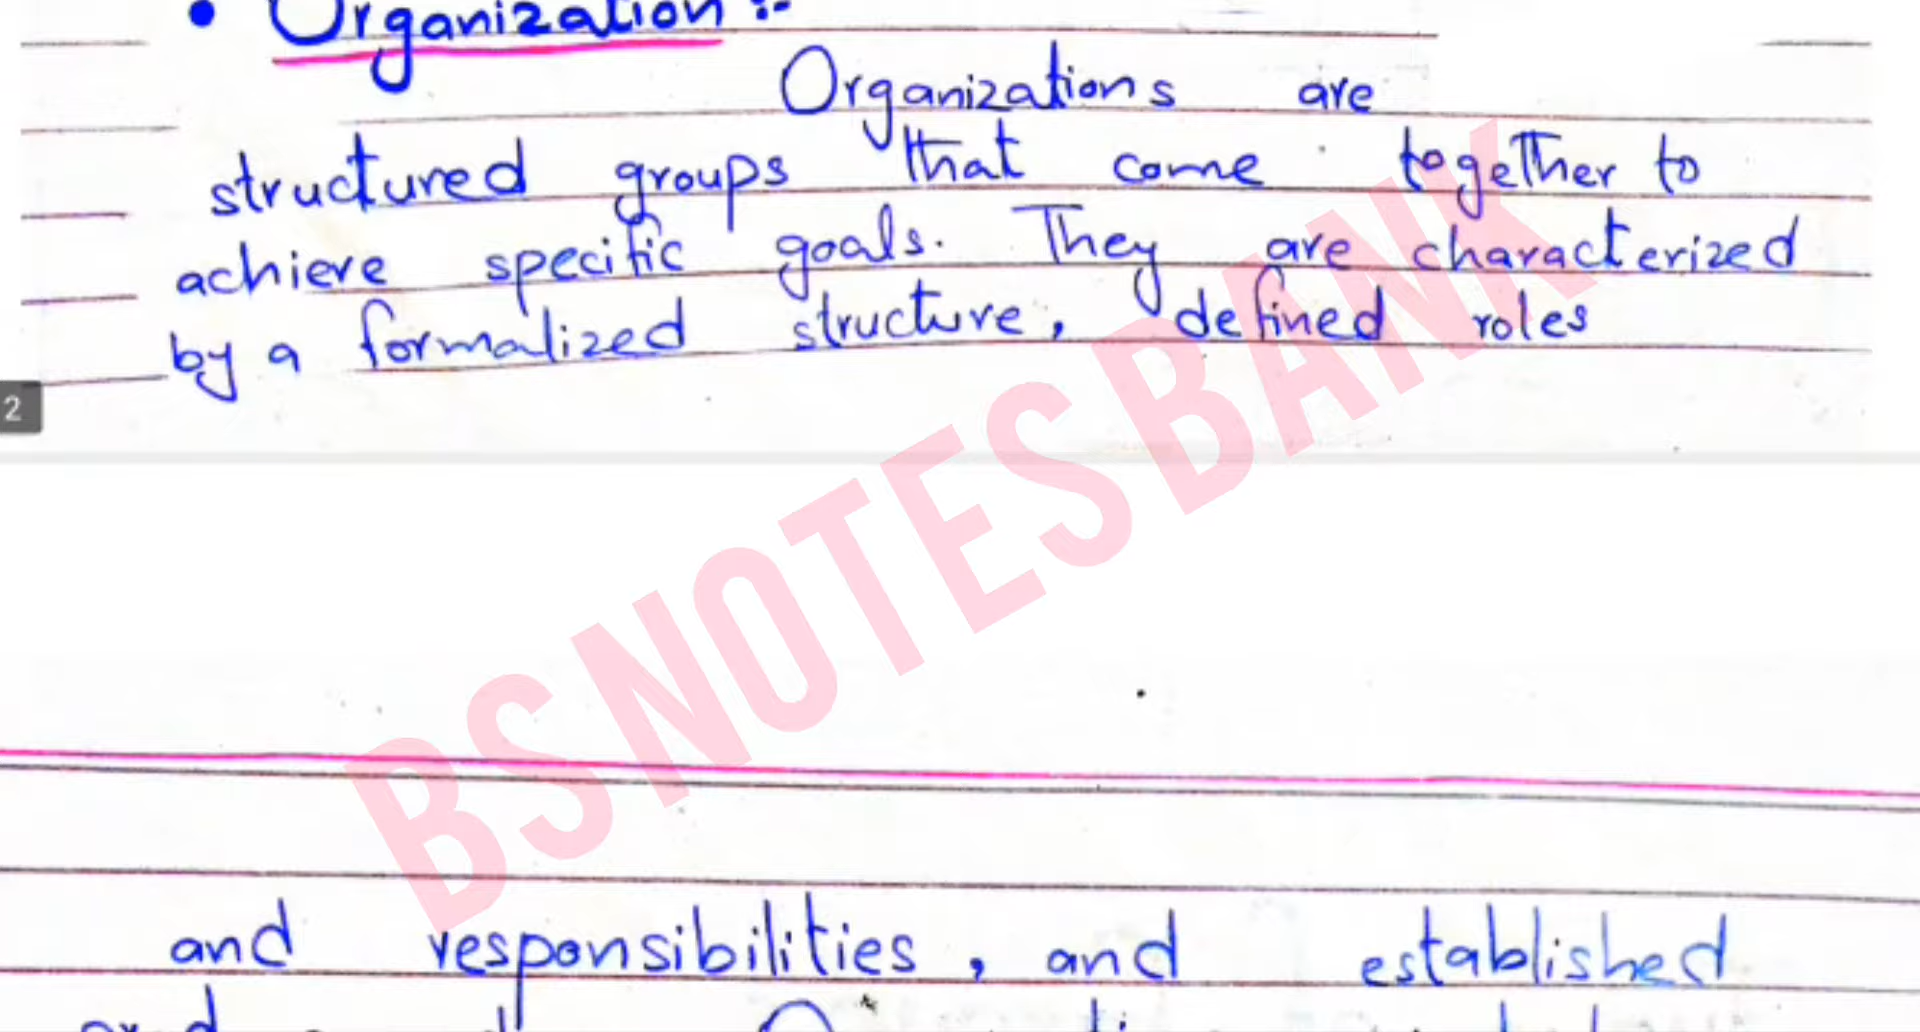 • Organization :-
Organizations are
structured groups that come together to
achieve specific goals. They are characterized
by a formalized structure, defined roles
2
BSNOTESBANK
and responsibilities, and established